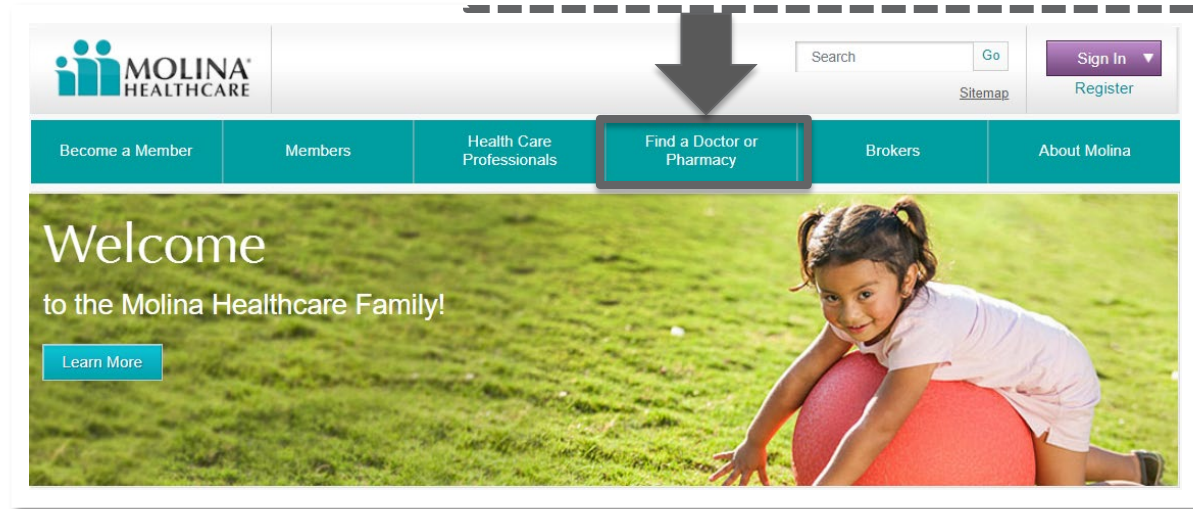 MOLINA®
HEALTHCARE
Search
Go
Sitemap
Sign In ▼
Register
Become a Member
Members
Health Care
Professionals
Find a Doctor or
Pharmacy
Brokers
About Molina
Welcome
to the Molina Healthcare Family!
Learn More